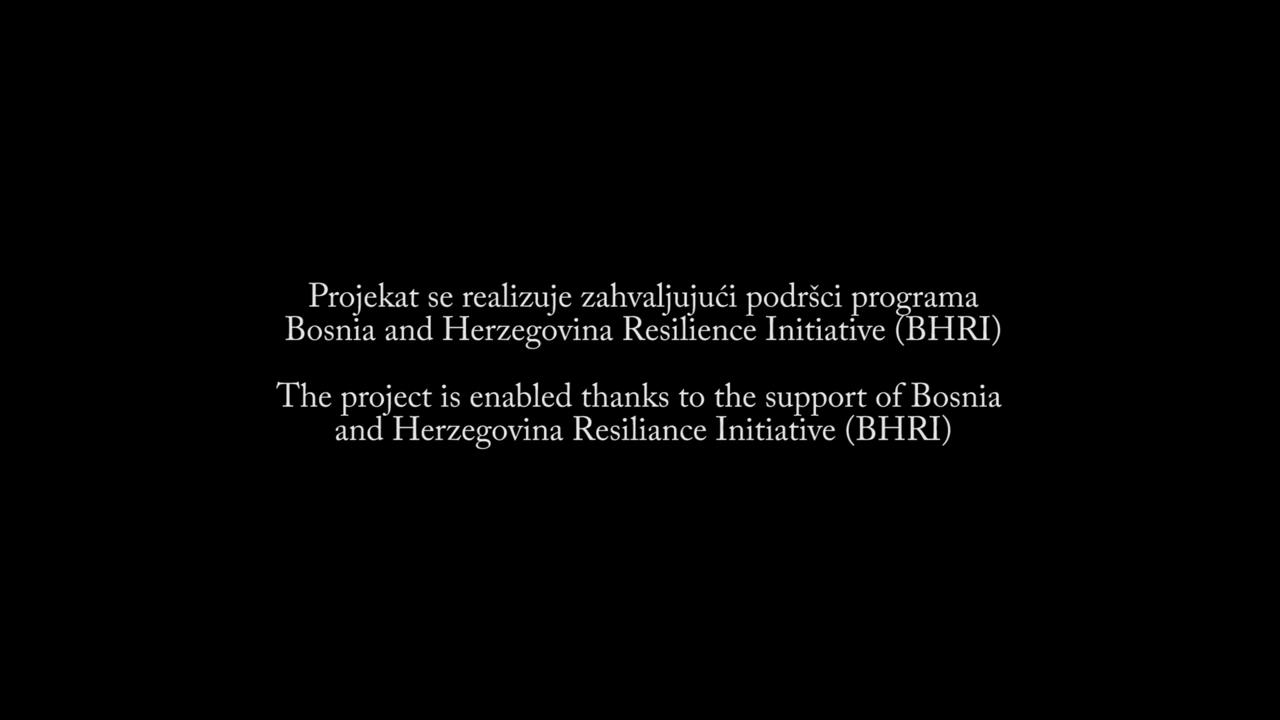 Projekat se realizuje zahvaljujući podršci programa
Bosnia and Herzegovina Resilience Initiative (BHRI)
The project is enabled thanks to the support of Bosnia
and Herzegovina Resiliance Initiative (BHRI)